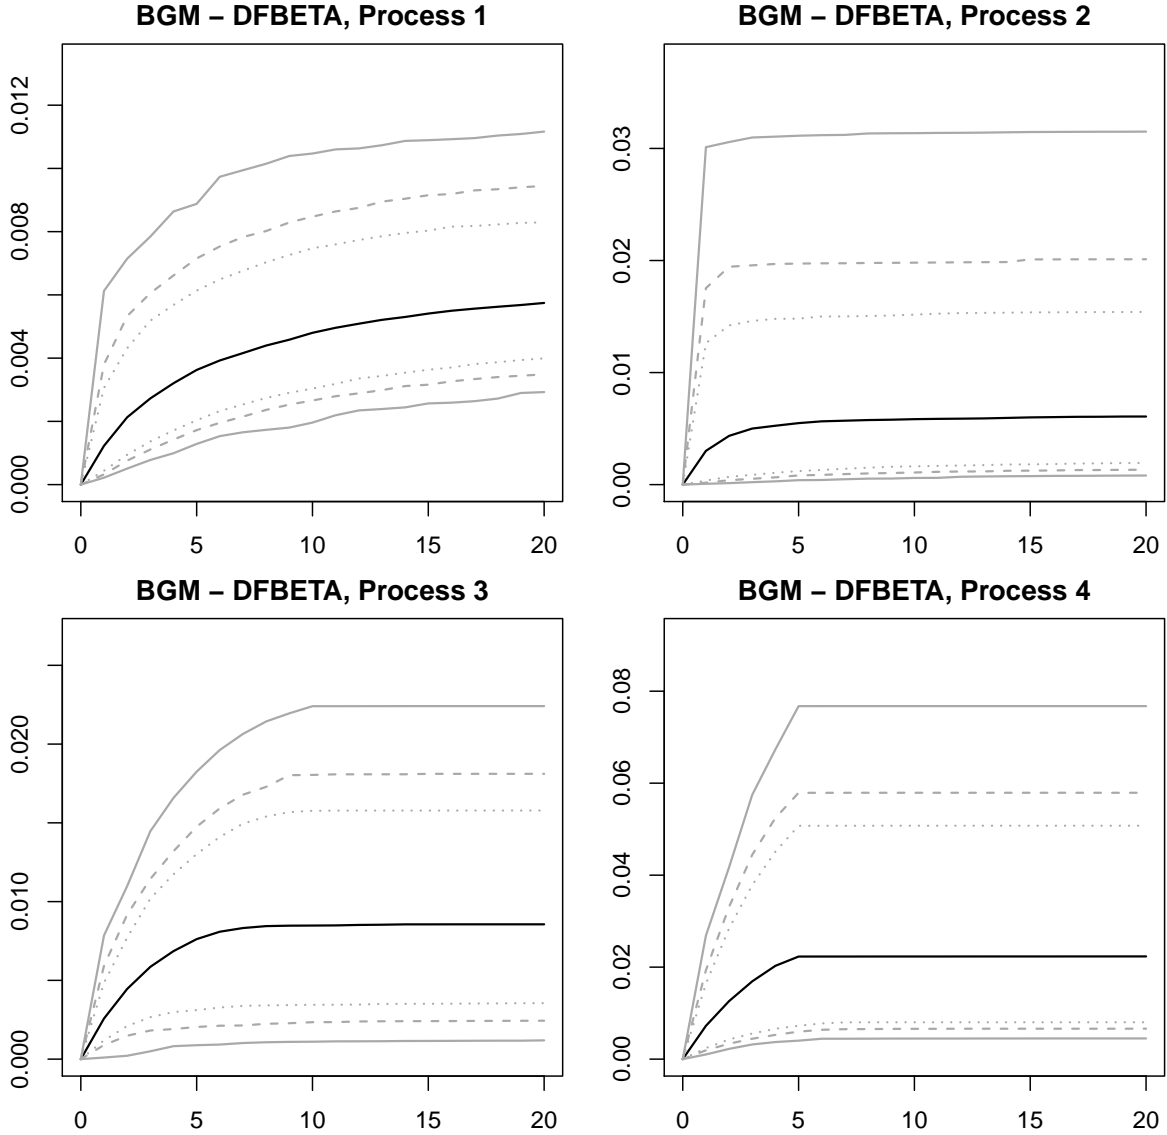 BGM – DFBETA, Process 1
0.000 0.004 0.008 0.012
0 5 10 15 20
BGM – DFBETA, Process 2
0.00 0.01 0.02 0.03
0 5 10 15 20
BGM – DFBETA, Process 3
0.000 0.010 0.020
0 5 10 15 20
BGM – DFBETA, Process 4
0.00 0.02 0.04 0.06 0.08
0 5 10 15 20